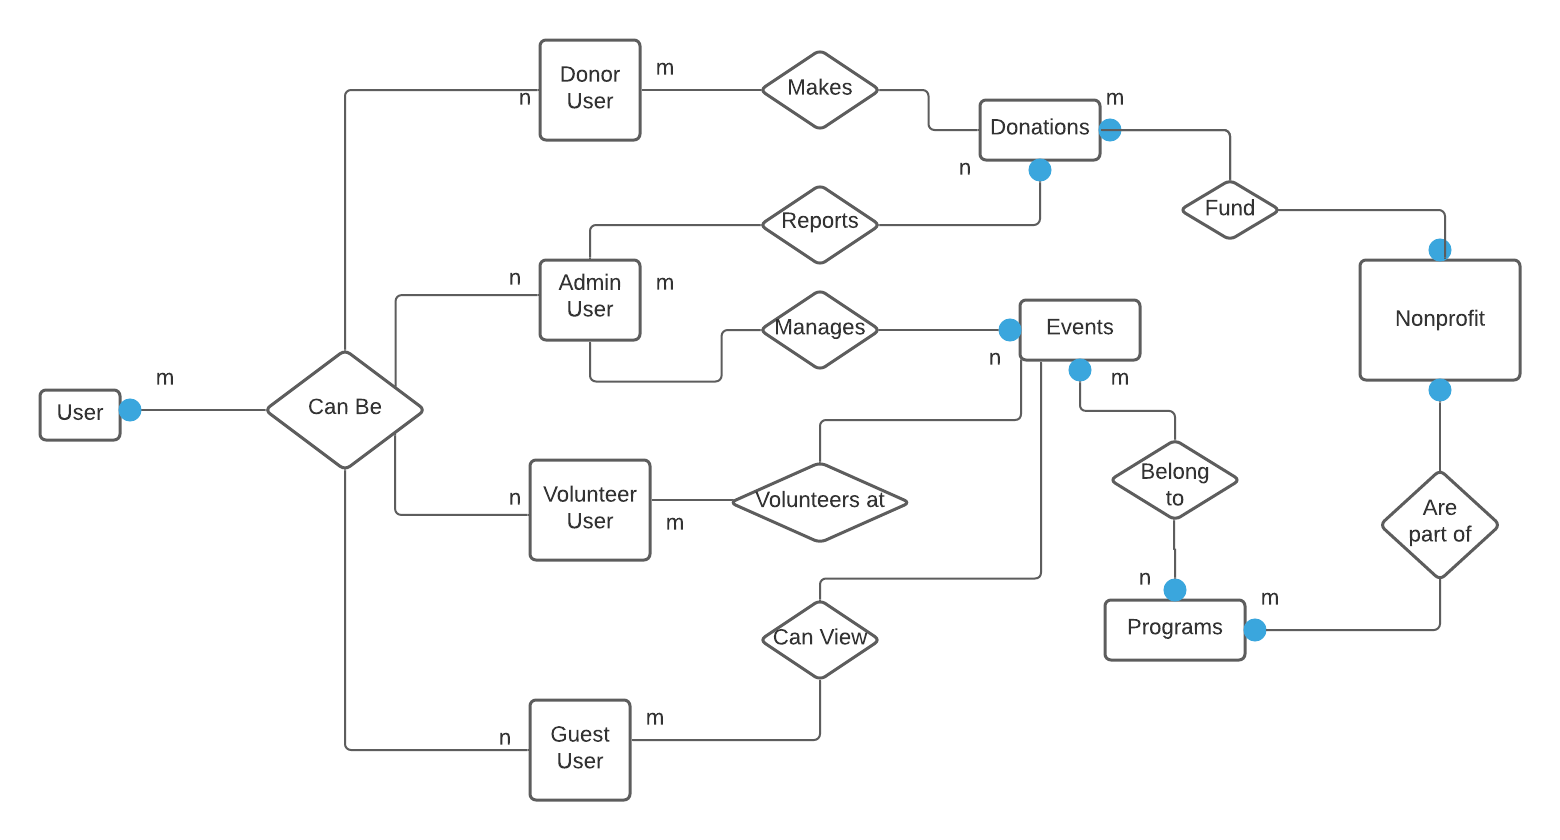 Donor
User
m
n
Makes
Donations
m
n
Fund
Reports
n
Admin
User
m
Manages
Events
n
m
Nonprofit
User
m
Can Be
n
Volunteer
User
m
Volunteers at
Belong
to
Are
part of
n
Programs
m
Can View
n
Guest
User
m